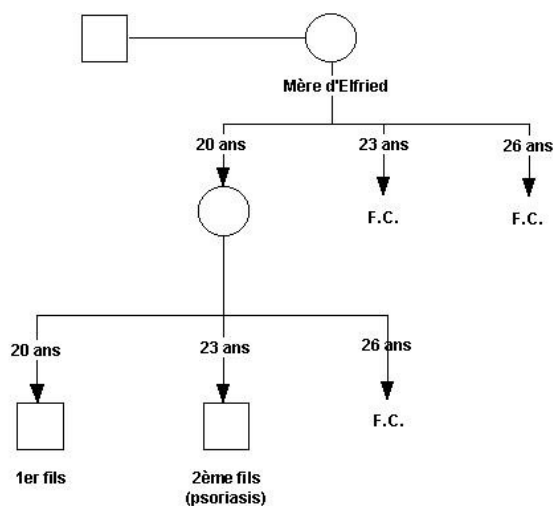 Mère d'Elfried
20 ans
23 ans
26 ans
F.C.
F.C.
20 ans
23 ans
26 ans
F.C.
1er fils
2ème fils
(psoriasis)